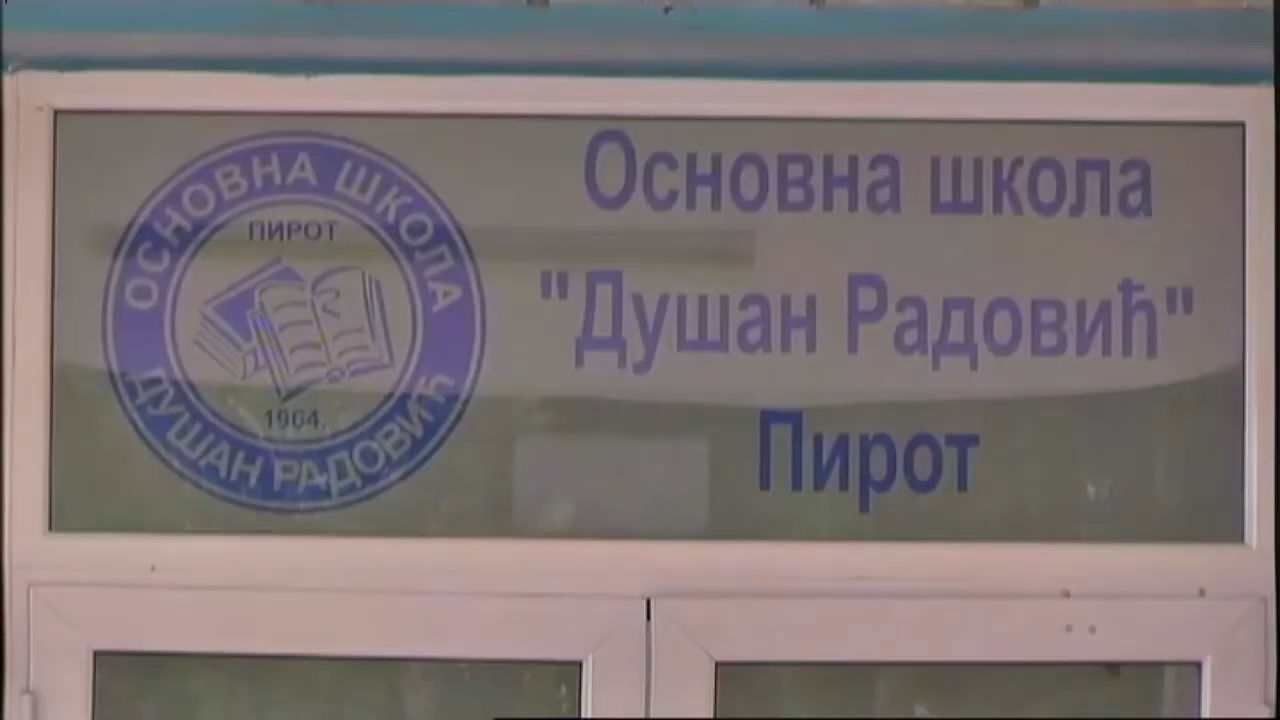 ОСНОВНА ШКОЛА
ПИРОТ
1964.
ДУШАН РАДОВИЋ
Основна школа
"Душан Радовић"
Пирот